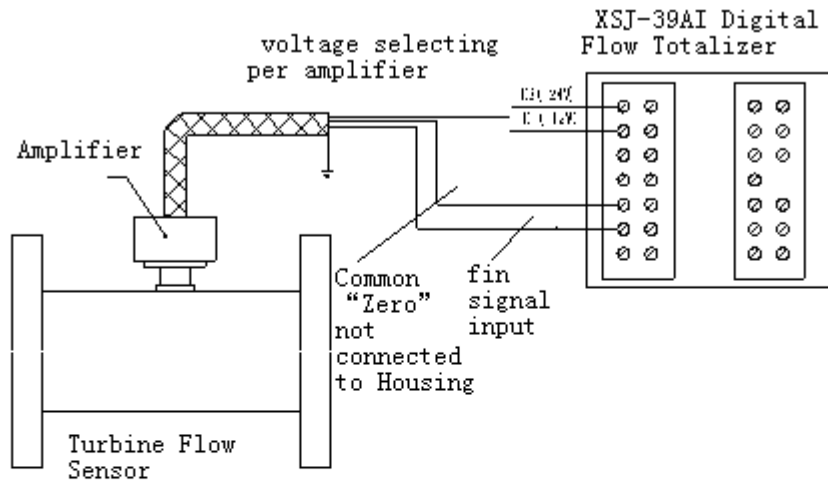 XSJ-39AI Digital
Flow Totalizer
voltage selecting
per amplifier
Amplifier
Common
“Zero”
not
connected
to Housing
fin
signal
input
Turbine Flow
Sensor